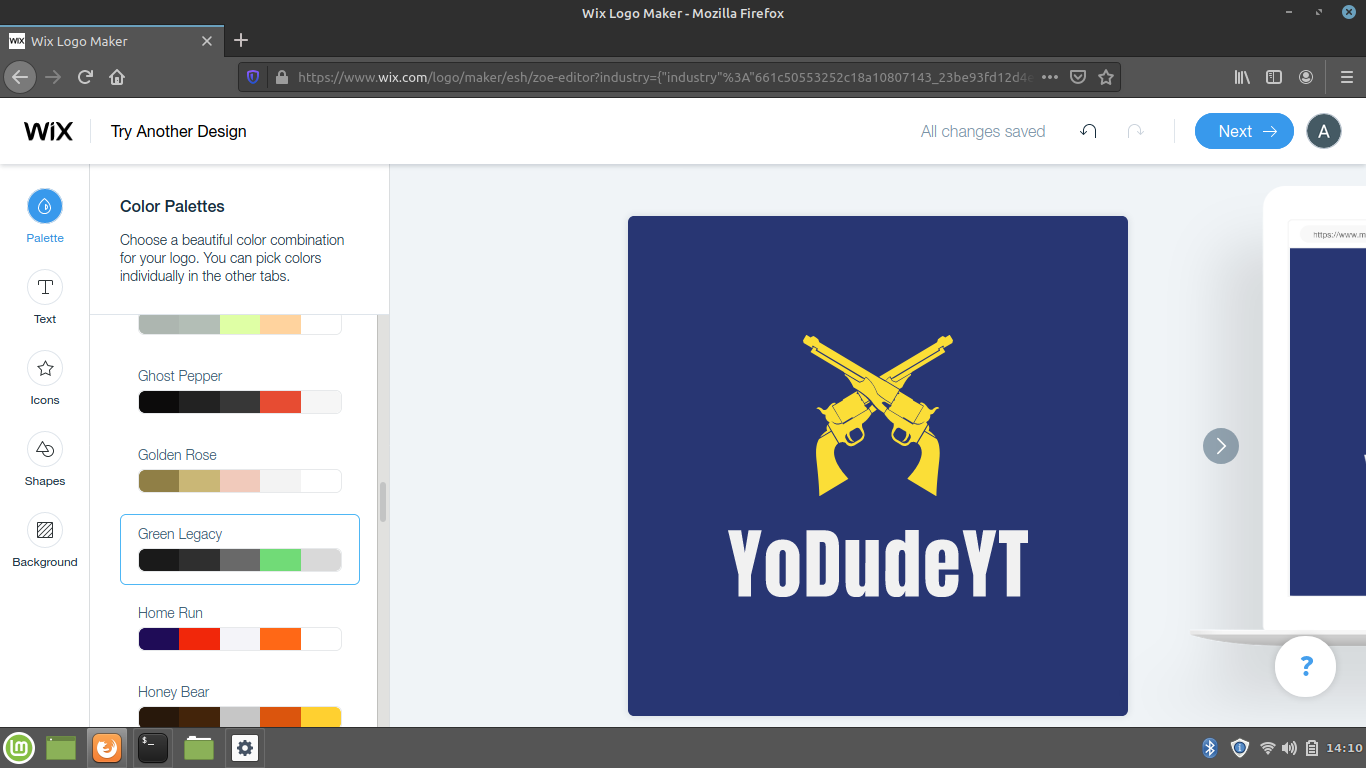 Wix Logo Maker - Mozilla Firefox
WiX Wix Logo Maker
https://www.wix.com/logo/maker/esh/zoe-editor?industry={"industry"%3A"661c50553252c18a10807143_23be93fd12d4e
WiX Try Another Design All changes saved Next A
Palette
Text
Icons
Shapes
Background
Color Palettes
Choose a beautiful color combination
for your logo. You can pick colors
individually in the other tabs.
Ghost Pepper
Golden Rose
Green Legacy
Home Run
Honey Bear
YoDudeYT
https://www.m
?
$_
14:10